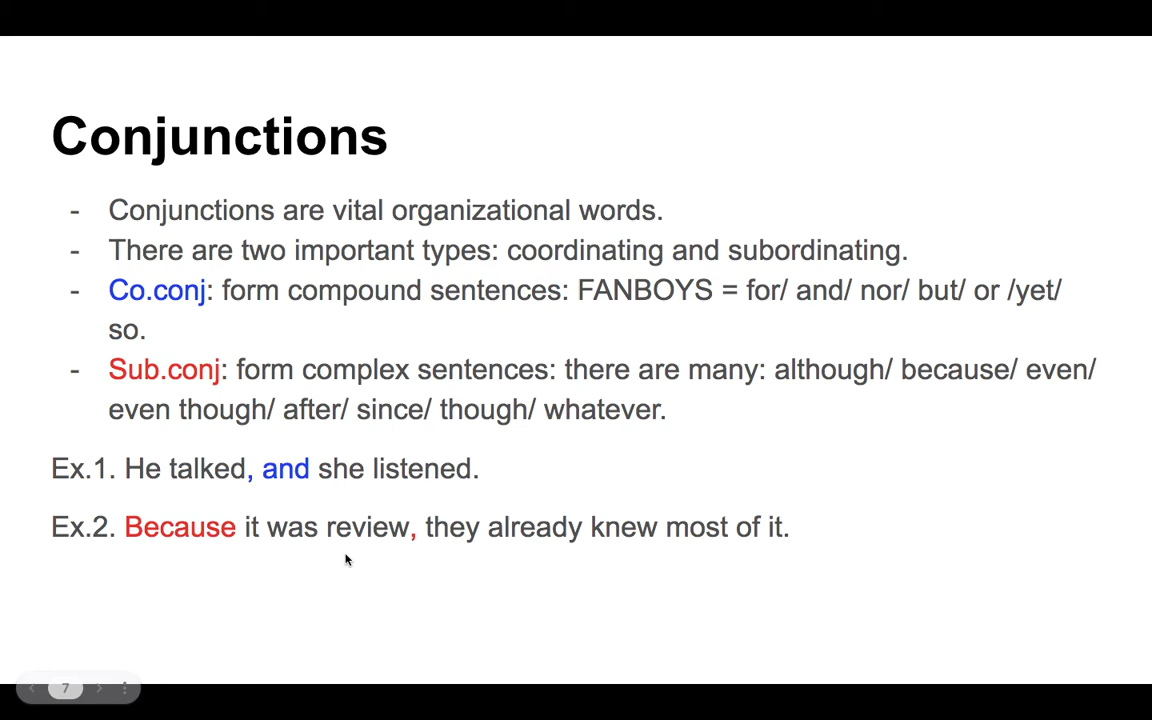 Conjunctions
- Conjunctions are vital organizational words.
- There are two important types: coordinating and subordinating.
- Co.conj: form compound sentences: FANBOYS = for/ and/ nor/ but/ or /yet/
so.
- Sub.conj: form complex sentences: there are many: although/ because/ even/
even though/ after/ since/ though/ whatever.
Ex.1. He talked, and she listened.
Ex.2. Because it was review, they already knew most of it.
7